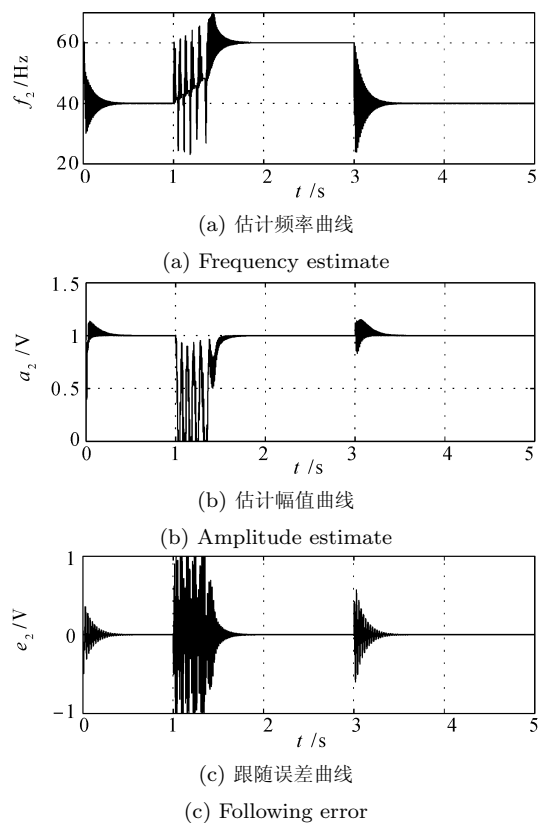 f₂/Hz
60
40
20
0 1 2 3 4 5
t /s
(a) 估计频率曲线
(a) Frequency estimate
a₂/V
1.5
1
0.5
0
0 1 2 3 4 5
t /s
(b) 估计幅值曲线
(b) Amplitude estimate
e₂/V
1
0
−1
0 1 2 3 4 5
t /s
(c) 跟随误差曲线
(c) Following error